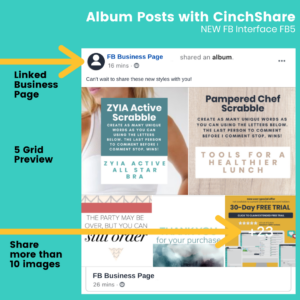 Album Posts with CinchShare
NEW FB Interface FB5
Linked
Business
Page
FB Business Page shared an album.
16 mins
Can't wait to share these new styles with you!
5 Grid
Preview
ZYIA Active
Scrabble
CREATE AS MANY UNIQUE
WORDS AS YOU CAN USING
THE LETTERS BELOW.
THE LAST PERSON TO
COMMENT BEFORE I
COMMENT STOP, WINS!
ZYIA ACTIVE
ALL STAR
BRA
Pampered Chef
Scrabble
CREATE AS MANY UNIQUE
WORDS AS YOU CAN USING
THE LETTERS BELOW.
THE LAST PERSON TO COMMENT
BEFORE I COMMENT STOP, WINS!
TOOLS FOR A
HEALTHIER
LUNCH
Share
more than
10 images
THE PARTY MAY BE
OVER, BUT YOU CAN
still order
for your purchase
30-Day FREE TRIAL
+23
FB Business Page
26 mins